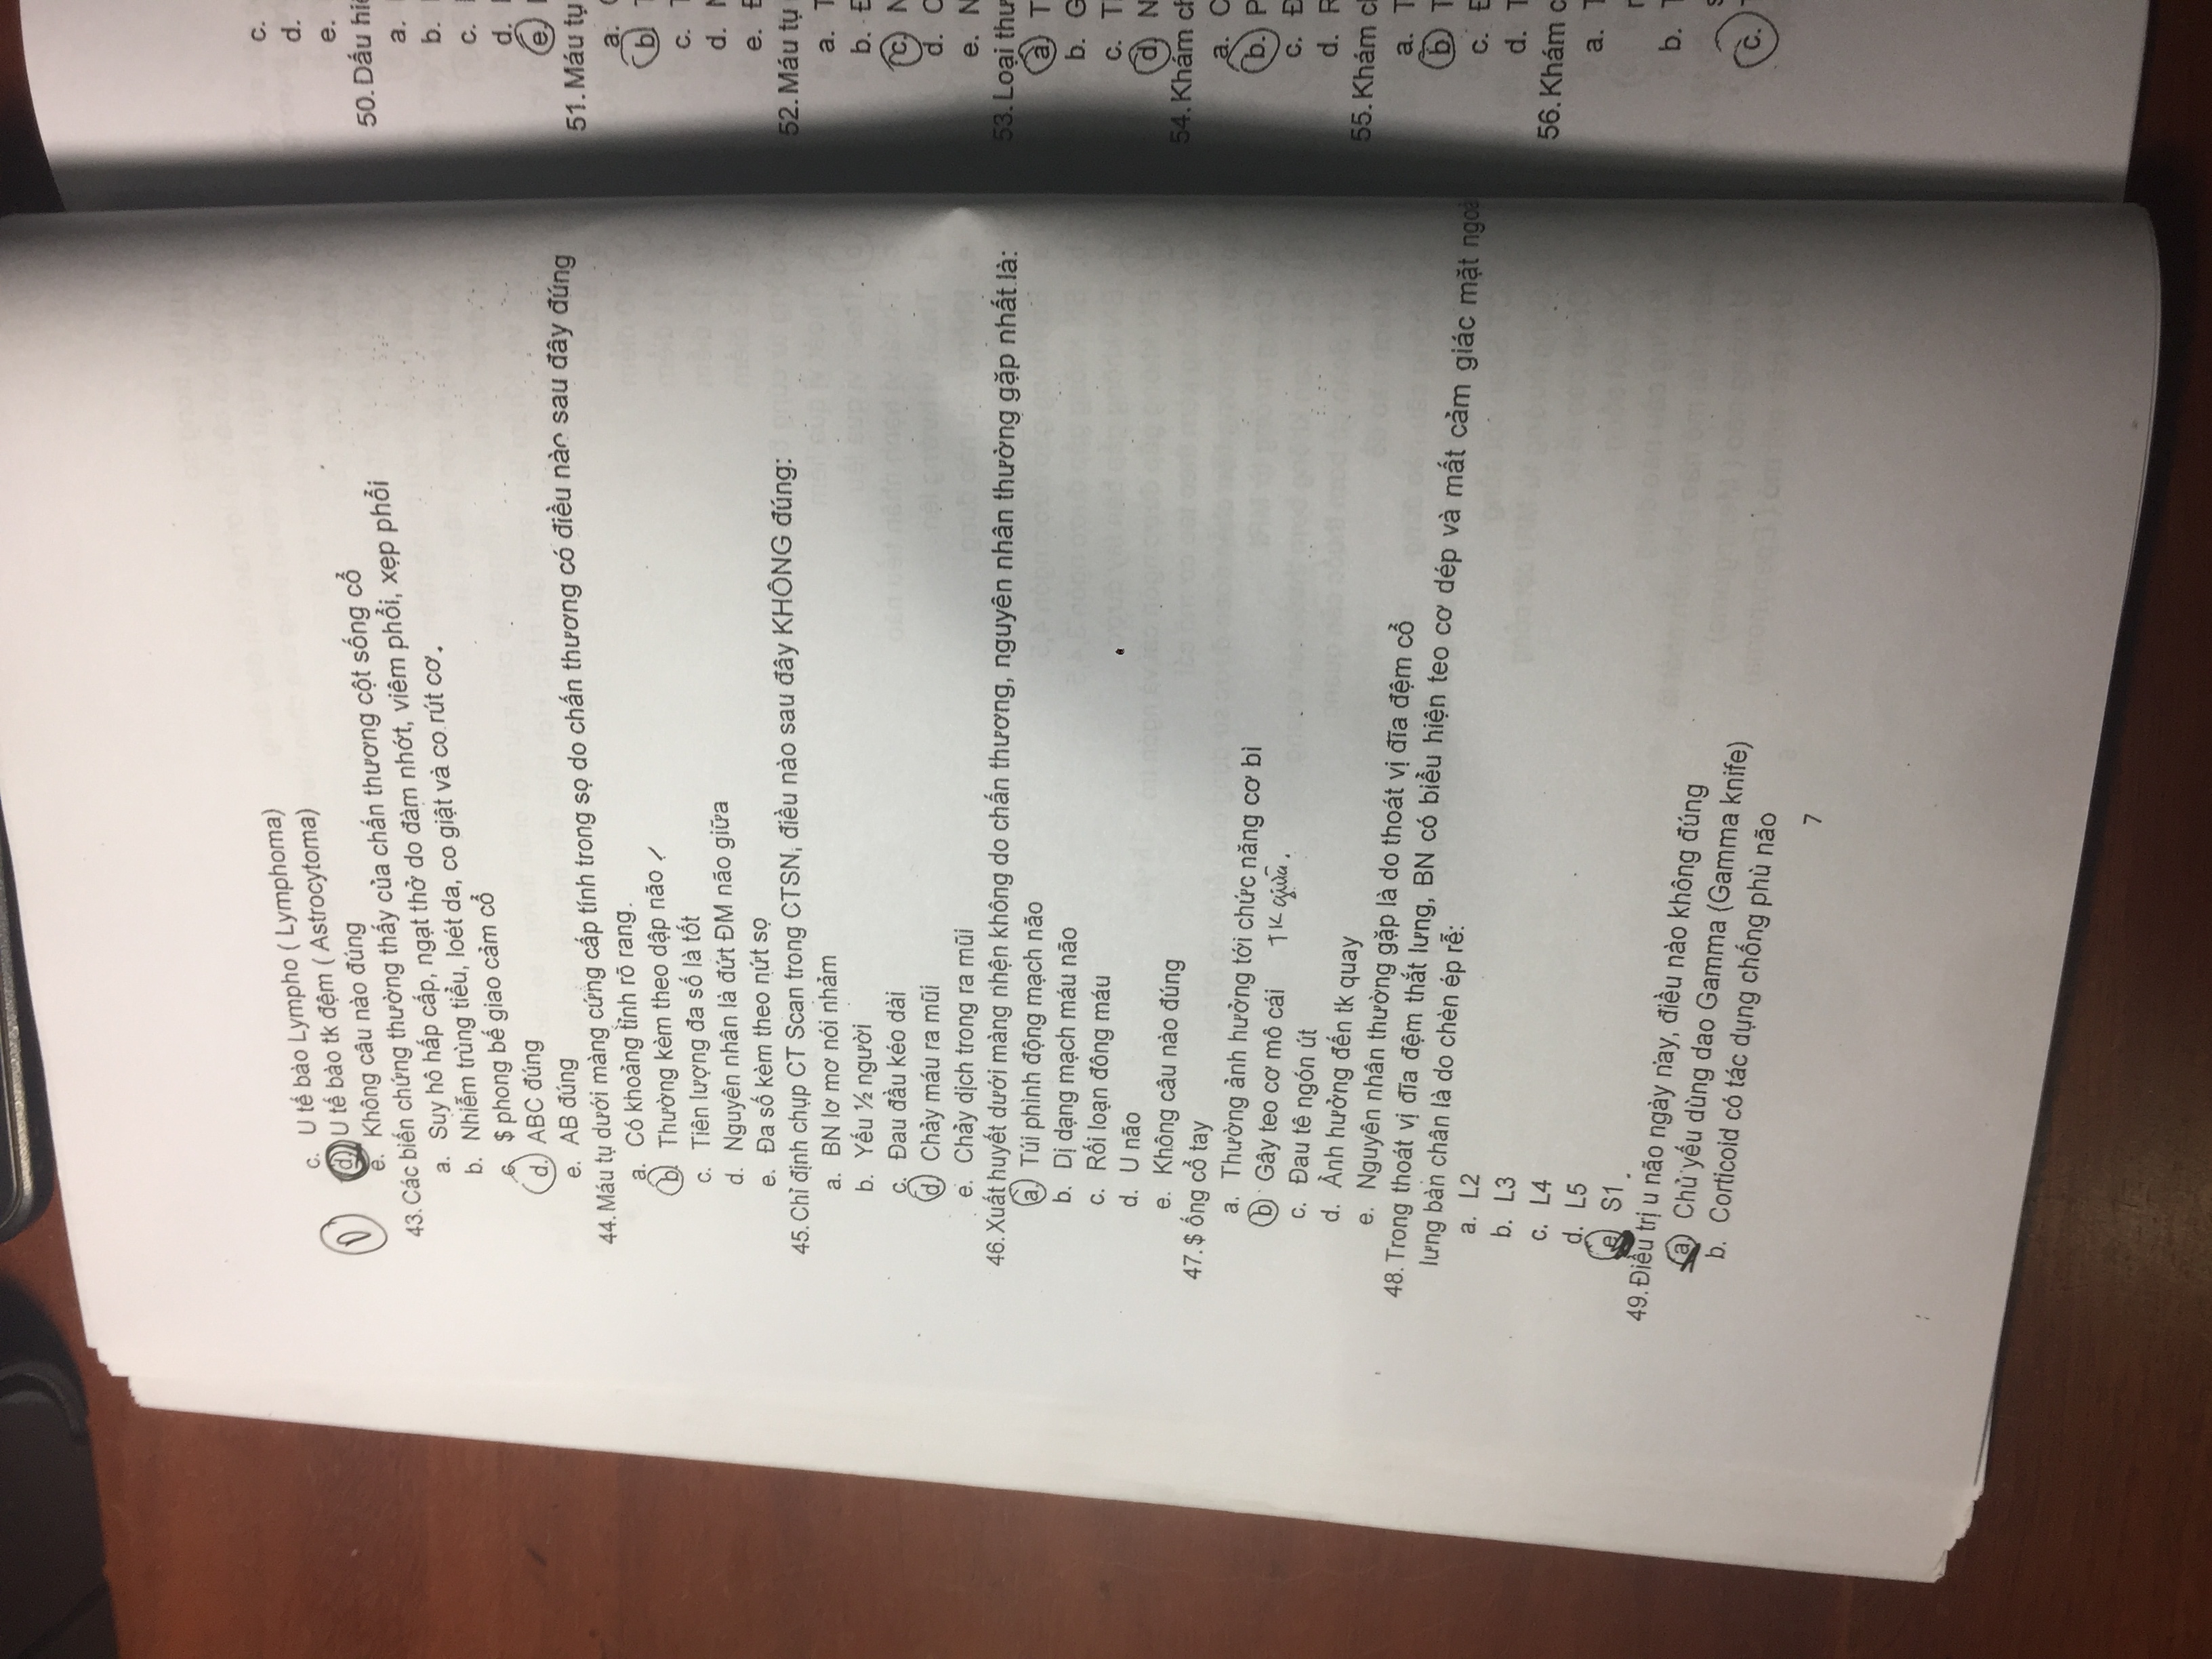 c. U tế bào Lympho ( Lymphoma)
D d. U tế bào tk đệm ( Astrocytoma)
e. Không câu nào đúng
43. Các biến chứng thường thấy của chấn thương cột sống cổ
a. Suy hô hấp cấp, ngạt thở do đàm nhớt, viêm phổi, xẹp phổi
b. Nhiễm trùng tiểu, loét da, co giật và co rút cơ.
c. $ phong bế giao cảm cổ
d. ABC đúng
e. AB đúng
44. Máu tụ dưới màng cứng cấp tính trong sọ do chấn thương có điều nào sau đây đúng
a. Có khoảng tỉnh rõ rang.
b. Thường kèm theo dập não
c. Tiên lượng đa số là tốt
d. Nguyên nhân là đứt ĐM não giữa
e. Đa số kèm theo nứt sọ
45. Chỉ định chụp CT Scan trong CTSN, điều nào sau đây KHÔNG đúng:
a. BN lơ mơ nói nhảm
b. Yếu ½ người
c. Đau đầu kéo dài
d. Chảy máu ra mũi
e. Chảy dịch trong ra mũi
46. Xuất huyết dưới màng nhện không do chấn thương, nguyên nhân thường gặp nhất là:
a. Túi phình động mạch não
b. Dị dạng mạch máu não
c. Rối loạn đông máu
d. U não
e. Không câu nào đúng
47. $ ống cổ tay
a. Thường ảnh hưởng tới chức năng cơ bì
b. Gây teo cơ mô cái TK giữa.
c. Đau tê ngón út
d. Ảnh hưởng đến tk quay
e. Nguyên nhân thường gặp là do thoát vị đĩa đệm cổ
48. Trong thoát vị đĩa đệm thắt lưng, BN có biểu hiện teo cơ dép và mất cảm giác mặt
lưng bàn chân là do chèn ép rễ:
a. L2
b. L3
c. L4
d. L5
e. S1.
49. Điều trị u não ngày nay, điều nào không đúng
a. Chủ yếu dùng dao Gamma (Gamma knife)
b. Corticoid có tác dụng chống phù não
7
c.
d.
e.
50. Dấu
a.
b.
c.
d.
e.
51. Máu tụ
a.
b.
c.
d.
e.
52. Máu tụ
a.
b.
c.
d.
e.
53. Loại
a.
b.
c.
d.
54. Khám
a.
b.
c.
d.
55. Khám
a.
b.
c.
d.
56. Khám
a.
b.
c.